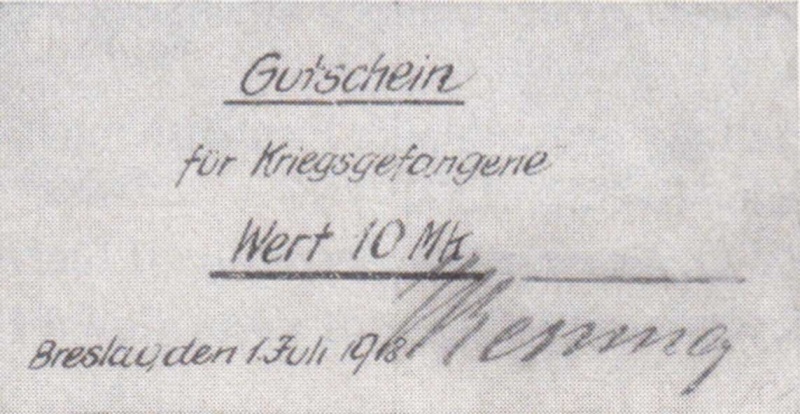 Gutschein
für Kriegsgefangene
Wert 10 Mk.
Breslau, den 1. Juli 1918